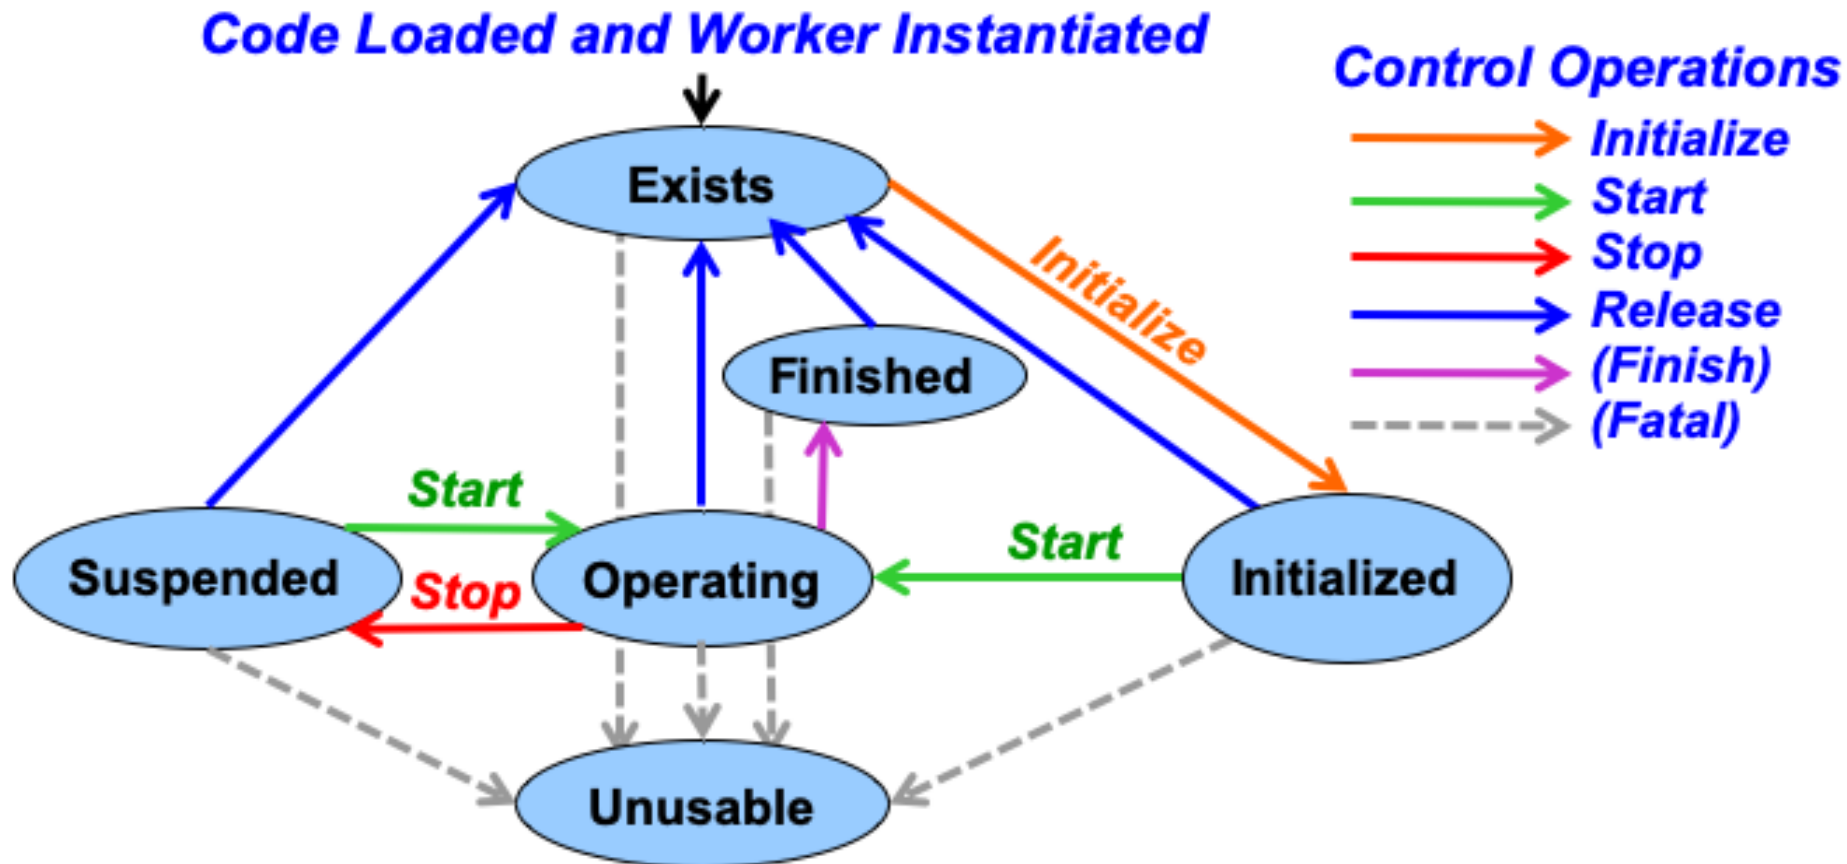 Code Loaded and Worker Instantiated
Control Operations
Initialize
Start
Stop
Release
(Finish)
(Fatal)
Exists
Initialize
Finished
Start
Start
Suspended
Stop
Operating
Initialized
Unusable